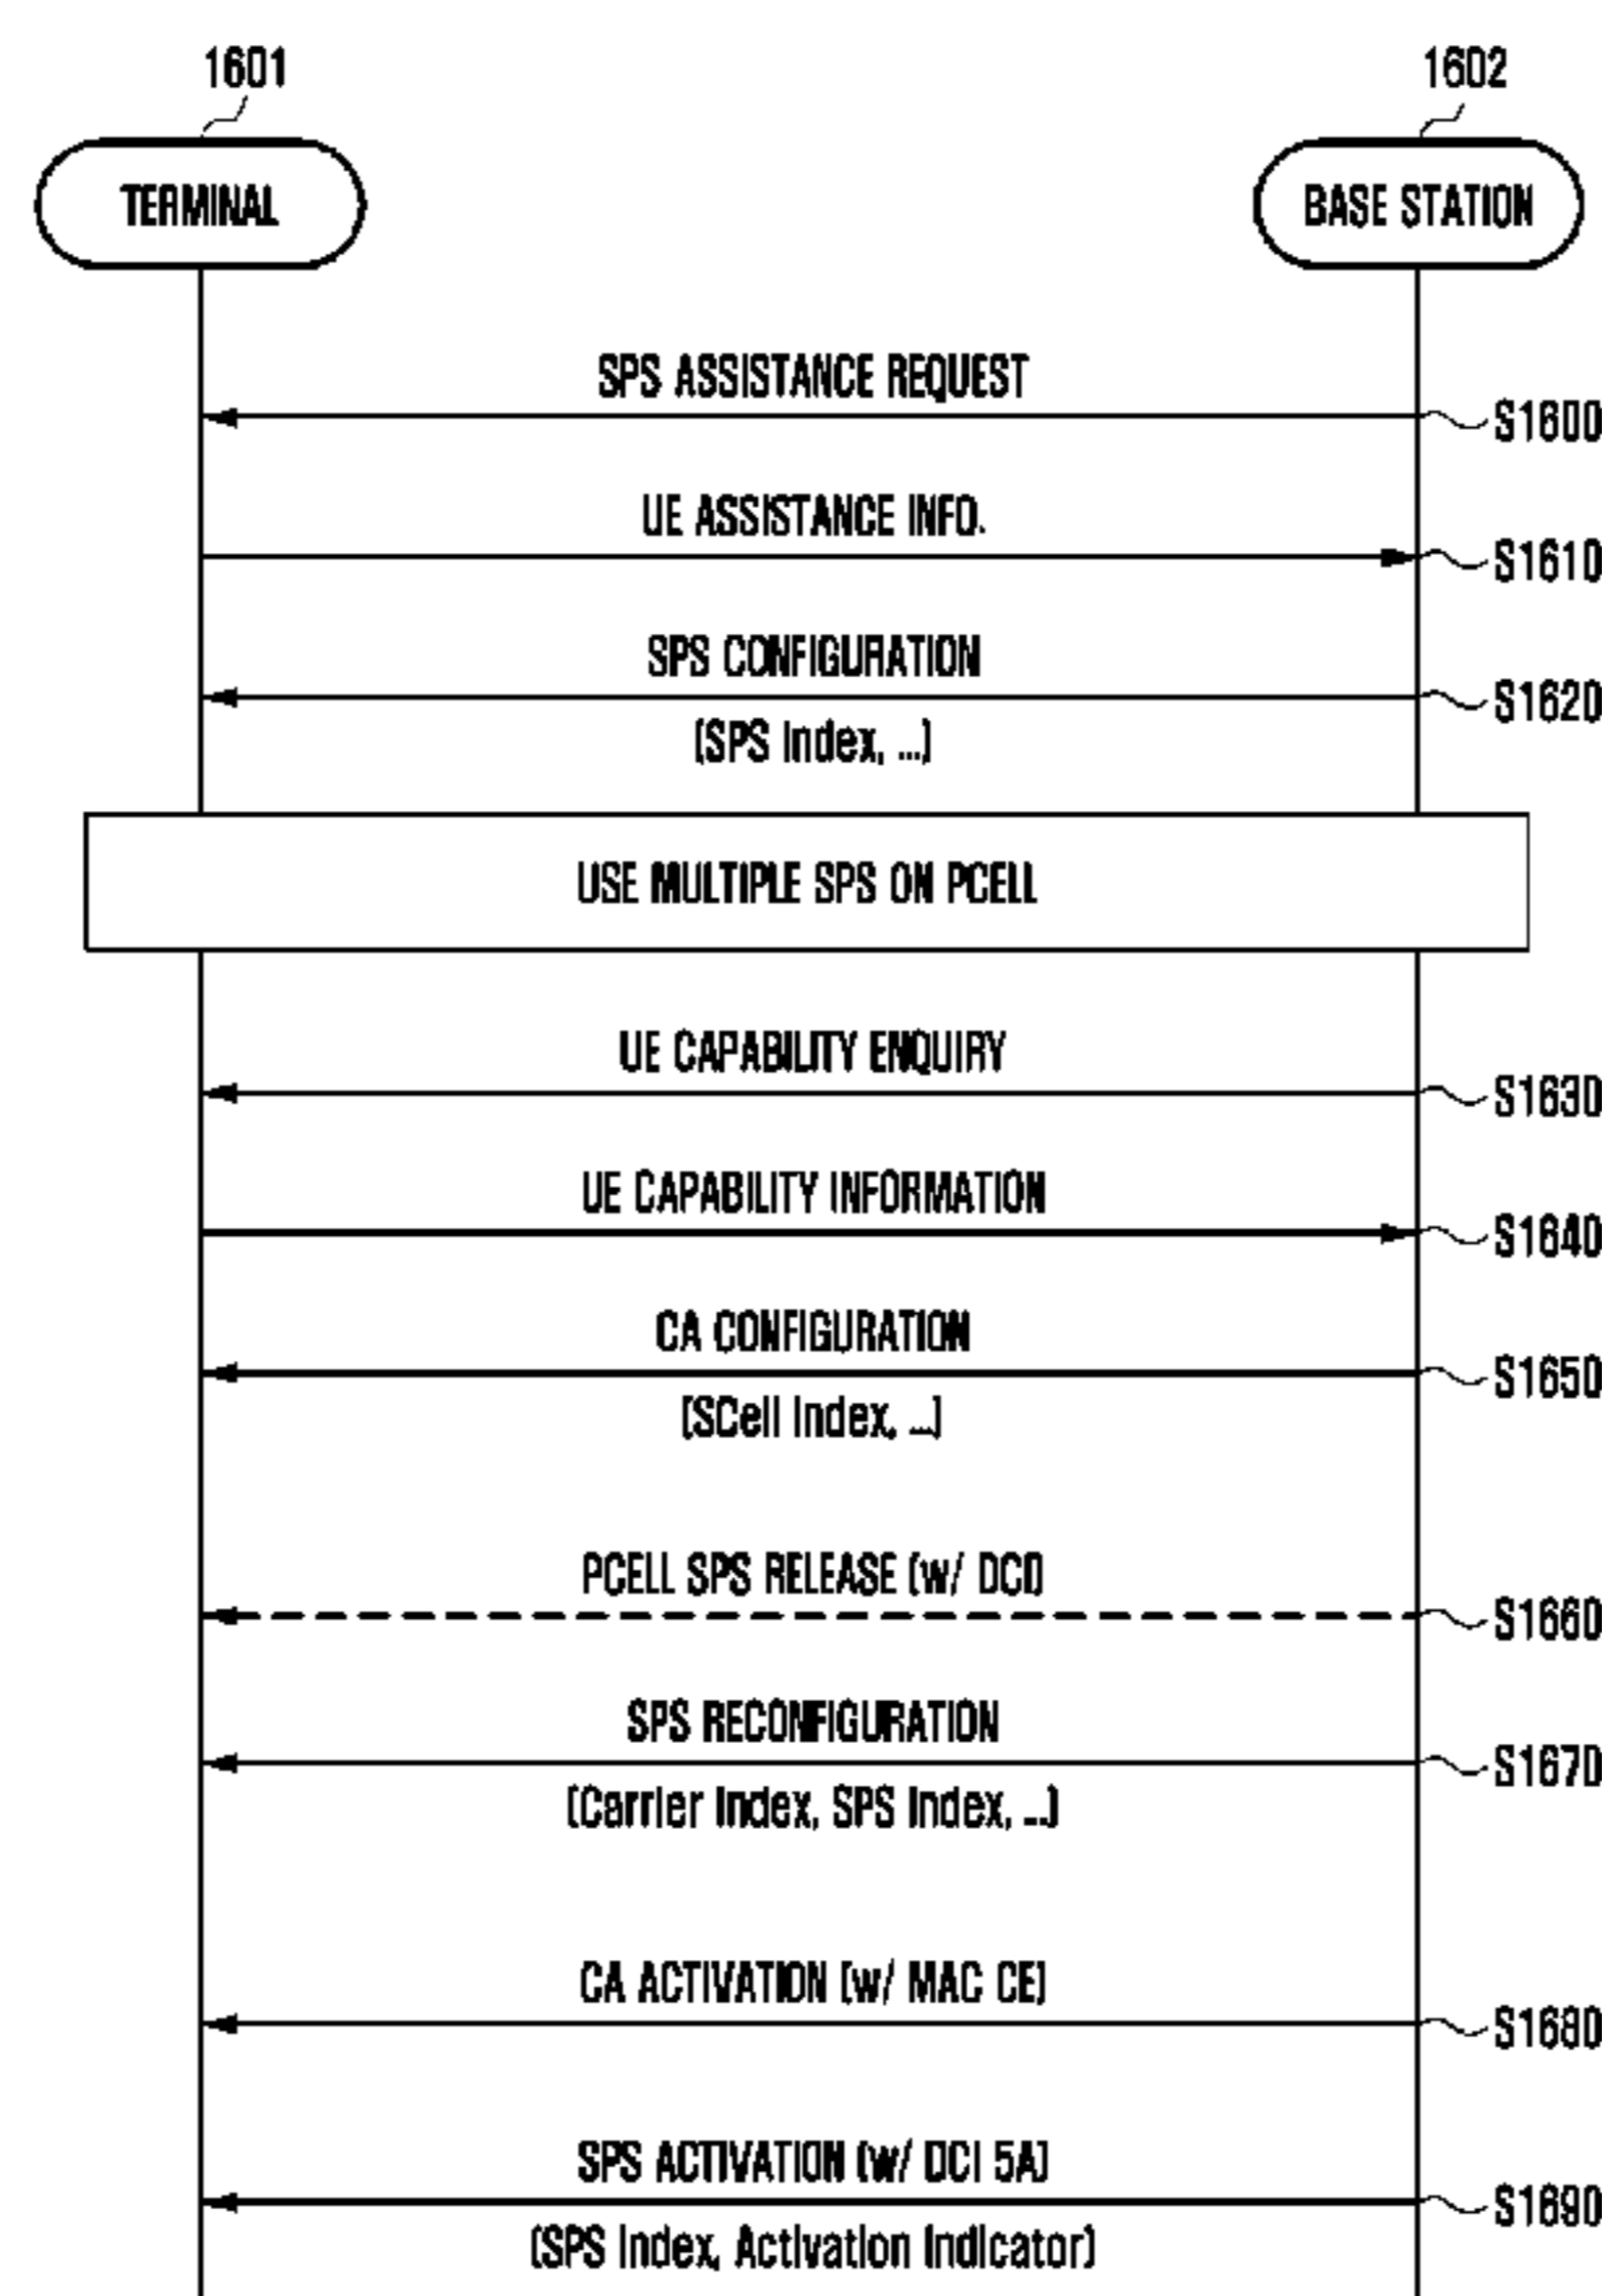 1601
1602
TERMINAL
BASE STATION
SPS ASSISTANCE REQUEST
S1600
UE ASSISTANCE INFO.
S1610
SPS CONFIGURATION
S1620
(SPS Index, ...)
USE MULTIPLE SPS ON PCELL
UE CAPABILITY ENQUIRY
S1630
UE CAPABILITY INFORMATION
S1640
CA CONFIGURATION
S1650
(SCell Index, ...)
PCELL SPS RELEASE (w/ DCI)
S1660
SPS RECONFIGURATION
S1670
(Carrier Index, SPS Index, ...)
CA ACTIVATION (w/ MAC CE)
S1680
SPS ACTIVATION (w/ DCI 5A)
S1690
(SPS Index, Activation Indicator)